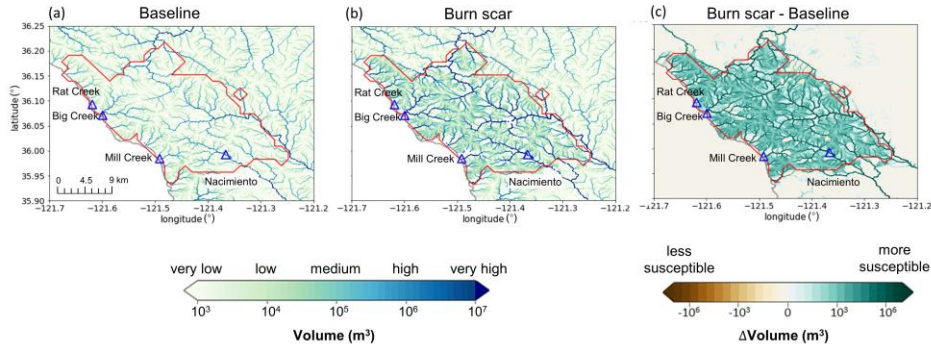 (a) Baseline
(b) Burn scar
(c) Burn scar - Baseline
36.25
36.20
36.15
36.10
36.05
36.00
35.95
35.90
latitude (°)
Rat Creek
Big Creek
Mill Creek
Nacimiento
0 4.5 9 km
−121.7 −121.6 −121.5 −121.4 −121.3 −121.2
longitude (°)
Rat Creek
Big Creek
Mill Creek
Nacimiento
−121.7 −121.6 −121.5 −121.4 −121.3 −121.2
longitude (°)
Rat Creek
Big Creek
Mill Creek
Nacimiento
−121.7 −121.6 −121.5 −121.4 −121.3 −121.2
longitude (°)
very low low medium high very high
10³ 10⁴ 10⁵ 10⁶ 10⁷
Volume (m³)
less susceptible
more susceptible
-10⁶ -10³ 0 10³ 10⁶
ΔVolume (m³)